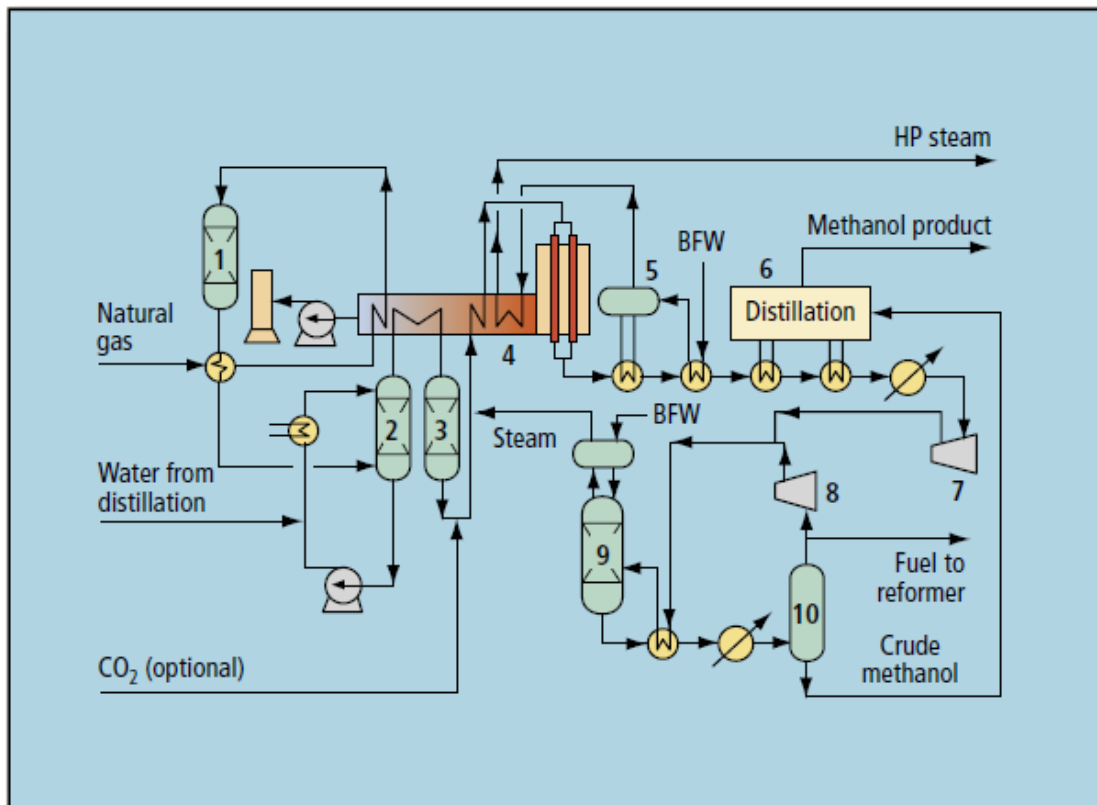 HP steam
Methanol product
BFW
5
6
1
Natural
gas
Distillation
4
2
3
Steam
BFW
Water from
distillation
8
7
9
Fuel to
reformer
10
Crude
methanol
CO₂ (optional)